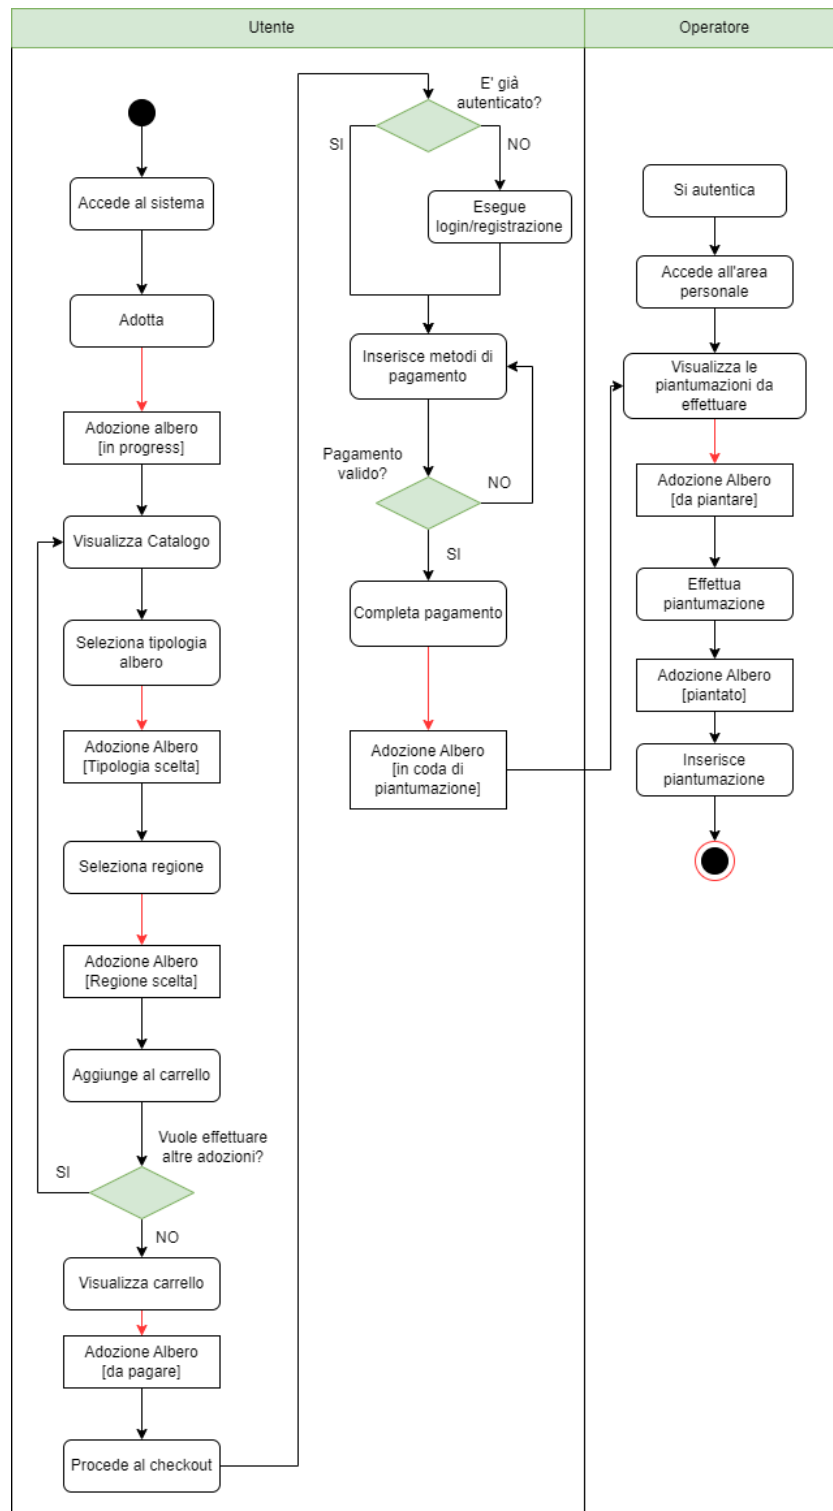 Utente
Operatore
Accede al sistema
Adotta
Adozione albero
[in progress]
Visualizza Catalogo
Seleziona tipologia
albero
Adozione Albero
[Tipologia scelta]
Seleziona regione
Adozione Albero
[Regione scelta]
Aggiunge al carrello
Vuole effettuare
altre adozioni?
SI
NO
Visualizza carrello
Adozione Albero
[da pagare]
Procede al checkout
E' già
autenticato?
SI
NO
Esegue
login/registrazione
Inserisce metodi di
pagamento
Pagamento
valido?
NO
SI
Completa pagamento
Adozione Albero
[in coda di
piantumazione]
Si autentica
Accede all'area
personale
Visualizza le
piantumazioni da
effettuare
Adozione Albero
[da piantare]
Effettua
piantumazione
Adozione Albero
[piantato]
Inserisce
piantumazione